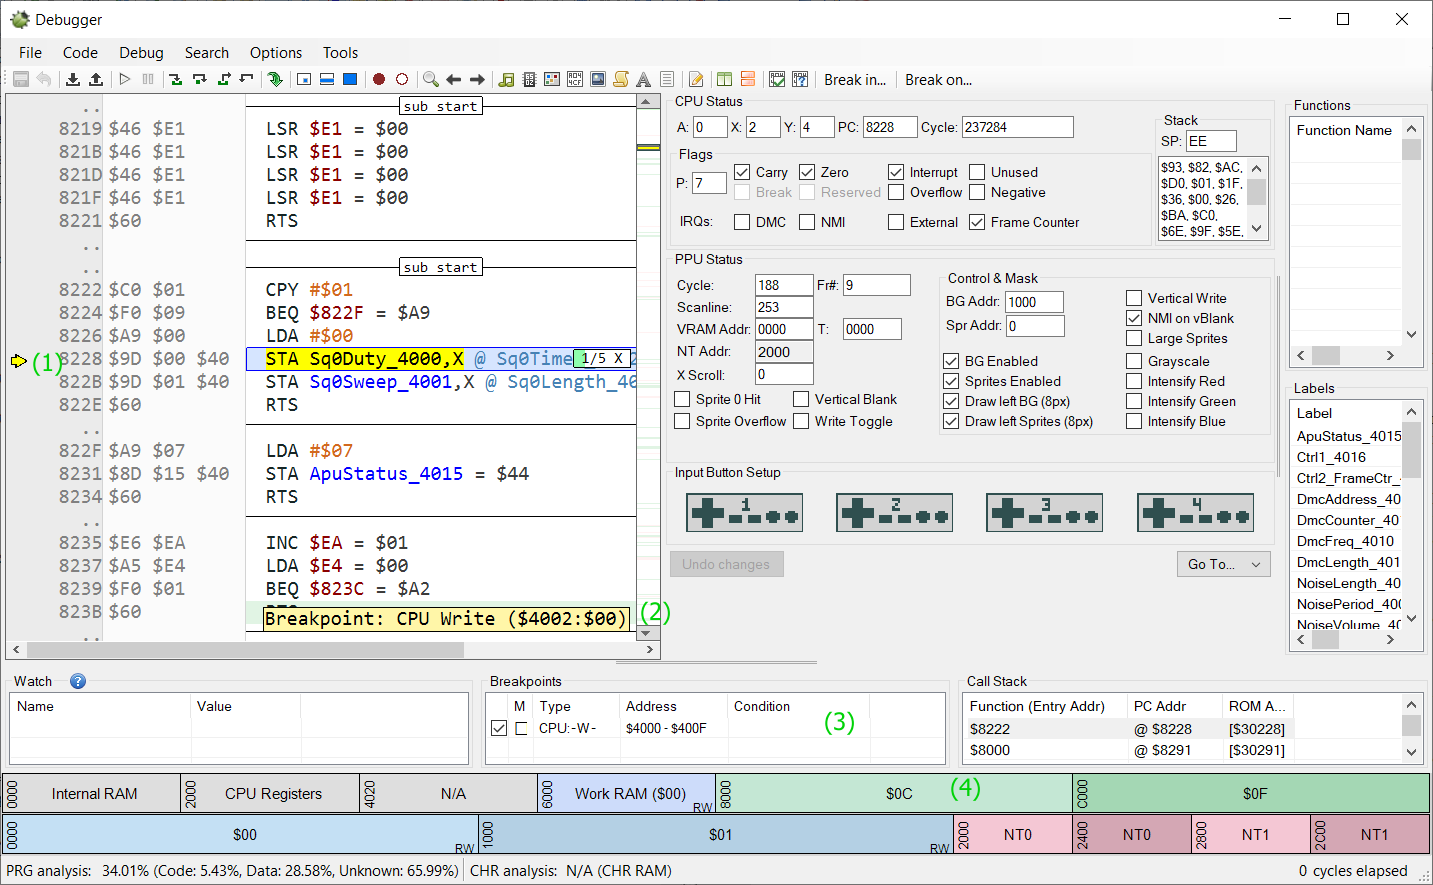 Debugger
File Code Debug Search Options Tools
Break in... Break on...
sub start
8219 $46 $E1 LSR $E1 = $00
821B $46 $E1 LSR $E1 = $00
821D $46 $E1 LSR $E1 = $00
821F $46 $E1 LSR $E1 = $00
8221 $60 RTS
..
.. sub start
8222 $C0 $01 CPY #$01
8224 $F0 $09 BEQ $822F = $A9
8226 $A9 $00 LDA #$00
(1) 8228 $9D $00 $40 STA Sq0Duty_4000,X @ Sq0Time 1/5 X
822B $9D $01 $40 STA Sq0Sweep_4001,X @ Sq0Length_40
822E $60 RTS
..
822F $A9 $07 LDA #$07
8231 $8D $15 $40 STA ApuStatus_4015 = $44
8234 $60 RTS
..
8235 $E6 $EA INC $EA = $01
8237 $A5 $E4 LDA $E4 = $00
8239 $F0 $01 BEQ $823C = $A2
823B $60
Breakpoint: CPU Write ($4002:$00) (2)
CPU Status
A: 0 X: 2 Y: 4 PC: 8228 Cycle: 237284
Flags
P: 7
Carry Zero Interrupt Unused
Break Reserved Overflow Negative
IRQs: DMC NMI External Frame Counter
Stack
SP: EE
$93, $82, $AC,
$D0, $01, $1F,
$36, $00, $26,
$BA, $C0,
$6E, $9F, $5E,
PPU Status
Cycle: 188 Fr#: 9
Scanline: 253
VRAM Addr: 0000 T: 0000
NT Addr: 2000
X Scroll: 0
Sprite 0 Hit Vertical Blank
Sprite Overflow Write Toggle
Control & Mask
BG Addr: 1000
Spr Addr: 0
Vertical Write
NMI on vBlank
Large Sprites
BG Enabled Grayscale
Sprites Enabled Intensify Red
Draw left BG (8px) Intensify Green
Draw left Sprites (8px) Intensify Blue
Input Button Setup
1 2 3 4
Undo changes Go To...
Functions
Function Name
Labels
Label
ApuStatus_4015
Ctrl1_4016
Ctrl2_FrameCtr_
DmcAddress_40
DmcCounter_40
DmcFreq_4010
DmcLength_401
NoiseLength_40
NoisePeriod_400
NoiseVolume_40
Watch ?
Name Value
Breakpoints
M Type Address Condition
CPU:-W- $4000 - $400F (3)
Call Stack
Function (Entry Addr) PC Addr ROM A...
$8222 @ $8228 [$30228]
$8000 @ $8291 [$30291]
0000 Internal RAM 2000 CPU Registers 4020 N/A 6000 Work RAM ($00) RW 8000 $0C (4) C000 $0F
0000 $00 RW 1000 $01 RW 2000 NT0 2400 NT0 2800 NT1 2C00 NT1
PRG analysis: 34.01% (Code: 5.43%, Data: 28.58%, Unknown: 65.99%) CHR analysis: N/A (CHR RAM) 0 cycles elapsed